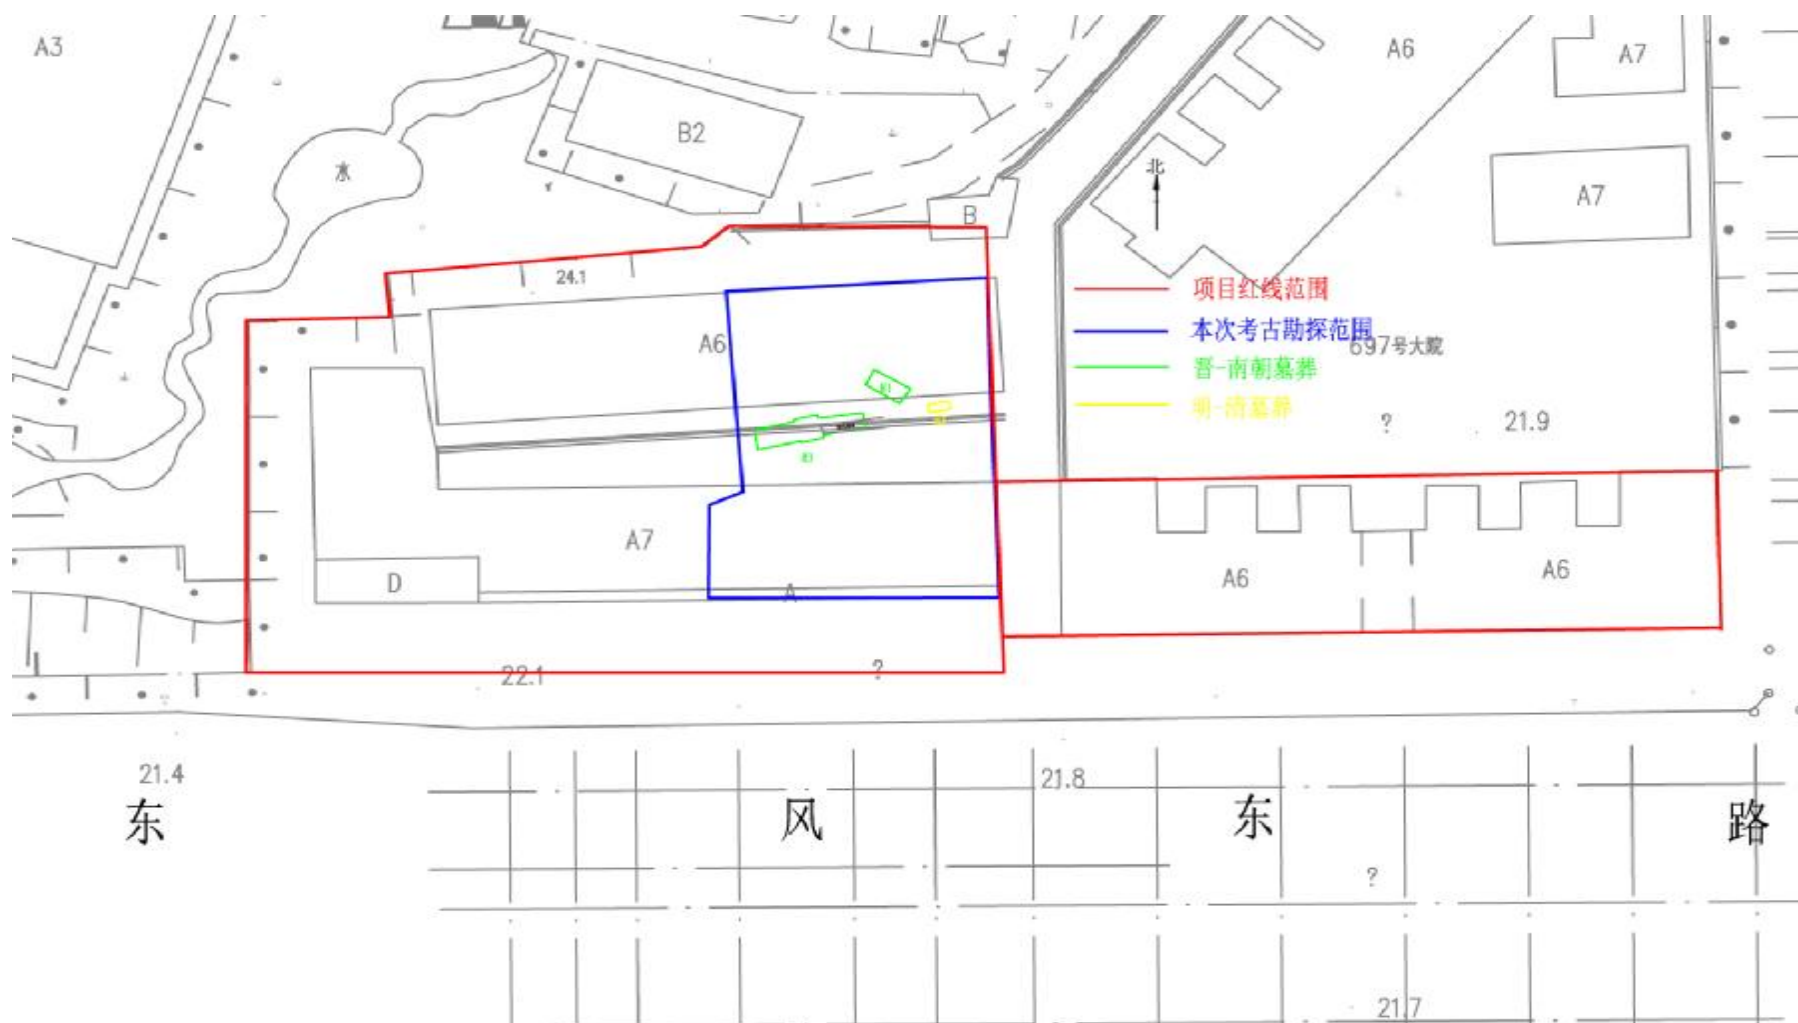 A3
A6
A7
B2
水
北
A7
B
24.1
项目红线范围
本次考古勘探范围
A6
697号大院
晋-南朝墓葬
明-清墓葬
?
21.9
A7
D
A
A6
A6
22.1
?
21.4
21.8
东
风
东
路
?
21.7